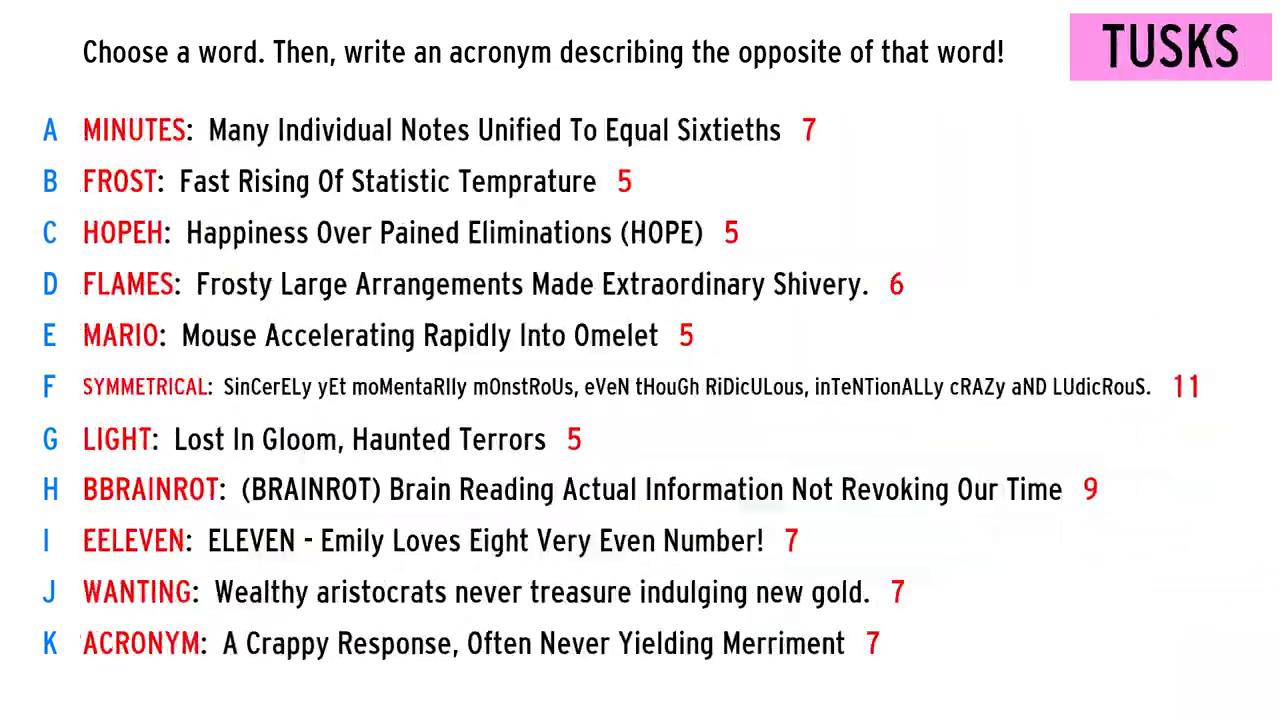 Choose a word. Then, write an acronym describing the opposite of that word!
TUSKS
A MINUTES: Many Individual Notes Unified To Equal Sixtieths 7
B FROST: Fast Rising Of Statistic Temprature 5
C HOPEH: Happiness Over Pained Eliminations (HOPE) 5
D FLAMES: Frosty Large Arrangements Made Extraordinary Shivery. 6
E MARIO: Mouse Accelerating Rapidly Into Omelet 5
F SYMMETRICAL: SinCerELy yEt moMentaRIly mOnstRoUs, eVeN tHouGh RiDicULous, inTeNTionALLy cRAZy aND LUdicRouS. 11
G LIGHT: Lost In Gloom, Haunted Terrors 5
H BBRAINROT: (BRAINROT) Brain Reading Actual Information Not Revoking Our Time 9
I EELEVEN: ELEVEN - Emily Loves Eight Very Even Number! 7
J WANTING: Wealthy aristocrats never treasure indulging new gold. 7
K ACRONYM: A Crappy Response, Often Never Yielding Merriment 7